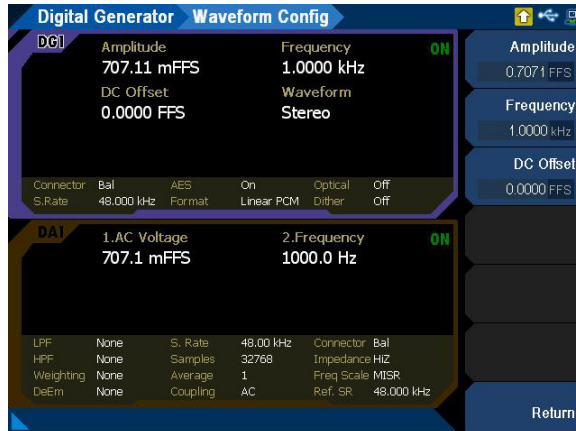 Digital Generator Waveform Config
DG1
Amplitude Frequency ON
707.11 mFFS 1.0000 kHz
DC Offset Waveform
0.0000 FFS Stereo
Connector Bal AES On Optical Off
S.Rate 48.000 kHz Format Linear PCM Dither Off
DA1
1.AC Voltage 2.Frequency ON
707.1 mFFS 1000.0 Hz
LPF None S. Rate 48.00 kHz Connector Bal
HPF None Samples 32768 Impedance HiZ
Weighting None Average 1 Freq Scale MISR
DeEm None Coupling AC Ref. SR 48.000 kHz
Amplitude
0.7071 FFS
Frequency
1.0000 kHz
DC Offset
0.0000 FFS
Return